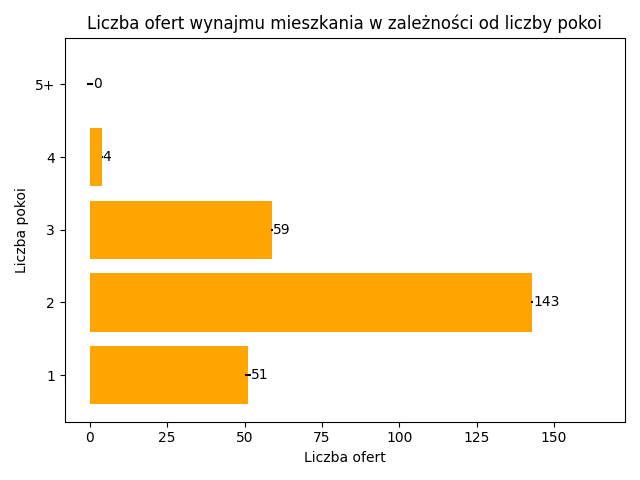 Liczba ofert wynajmu mieszkania w zależności od liczby pokoi
Liczba pokoi
5+ 0
4 4
3 59
2 143
1 51
0 25 50 75 100 125 150
Liczba ofert